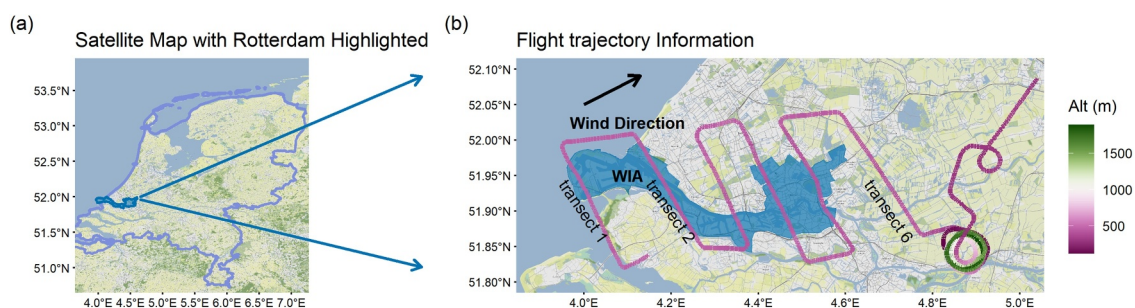 (a)
Satellite Map with Rotterdam Highlighted
53.5°N
53.0°N
52.5°N
52.0°N
51.5°N
51.0°N
4.0°E 4.5°E 5.0°E 5.5°E 6.0°E 6.5°E 7.0°E
(b)
Flight trajectory Information
52.10°N
52.05°N
52.00°N
51.95°N
51.90°N
51.85°N
51.80°N
Wind Direction
WIA
transect 1
transect 2
transect 6
4.0°E 4.2°E 4.4°E 4.6°E 4.8°E 5.0°E
Alt (m)
1500
1000
500